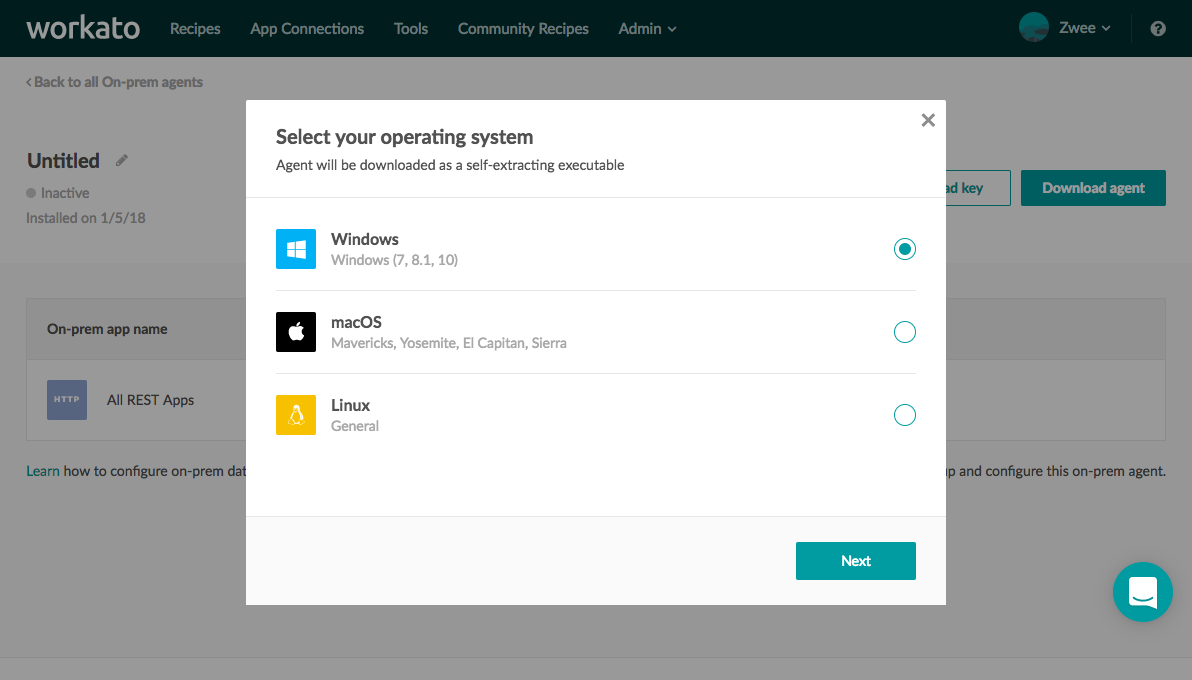 workato Recipes App Connections Tools Community Recipes Admin Zwee ?
Back to all On-prem agents
Select your operating system
Agent will be downloaded as a self-extracting executable
Untitled
Inactive
Installed on 1/5/18
key Download agent
Windows
Windows (7, 8.1, 10)
macOS
Mavericks, Yosemite, El Capitan, Sierra
Linux
General
On-prem app name
HTTP All REST Apps
Learn how to configure on-prem
and configure this on-prem agent.
Next